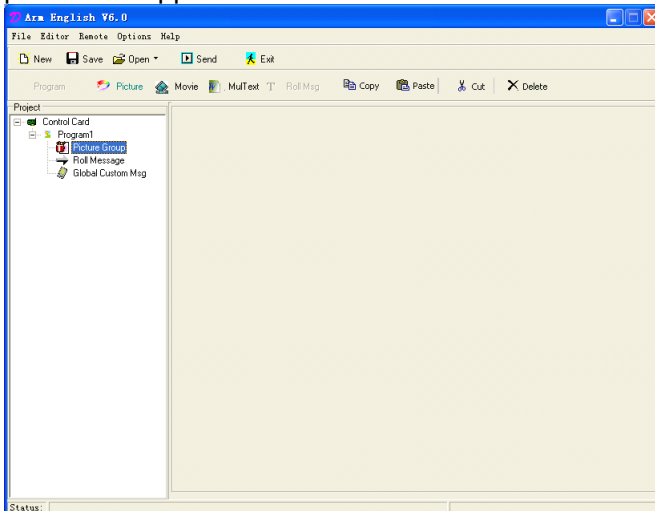 Arm English V6.0
File Editor Remote Options Help
New Save Open Send Exit
Program Picture Movie MulText T Roll Msg Copy Paste Cut Delete
Project
Control Card
Program1
Picture Group
Roll Message
Global Custom Msg
Status: